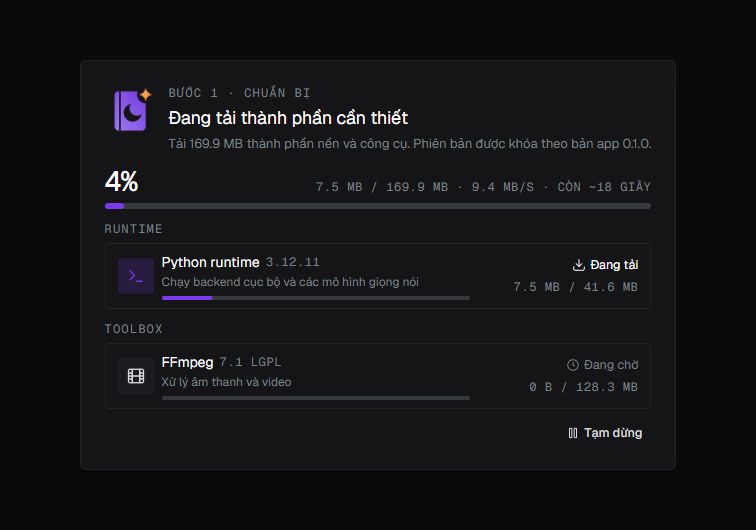 BƯỚC 1 · CHUẨN BỊ
Đang tải thành phần cần thiết
Tải 169.9 MB thành phần nền và công cụ. Phiên bản được khóa theo bản app 0.1.0.
4%
7.5 MB / 169.9 MB · 9.4 MB/S · CÒN ~18 GIÂY
RUNTIME
Python runtime 3.12.11
Đang tải
Chạy backend cục bộ và các mô hình giọng nói
7.5 MB / 41.6 MB
TOOLBOX
FFmpeg 7.1 LGPL
Đang chờ
Xử lý âm thanh và video
0 B / 128.3 MB
Tạm dừng